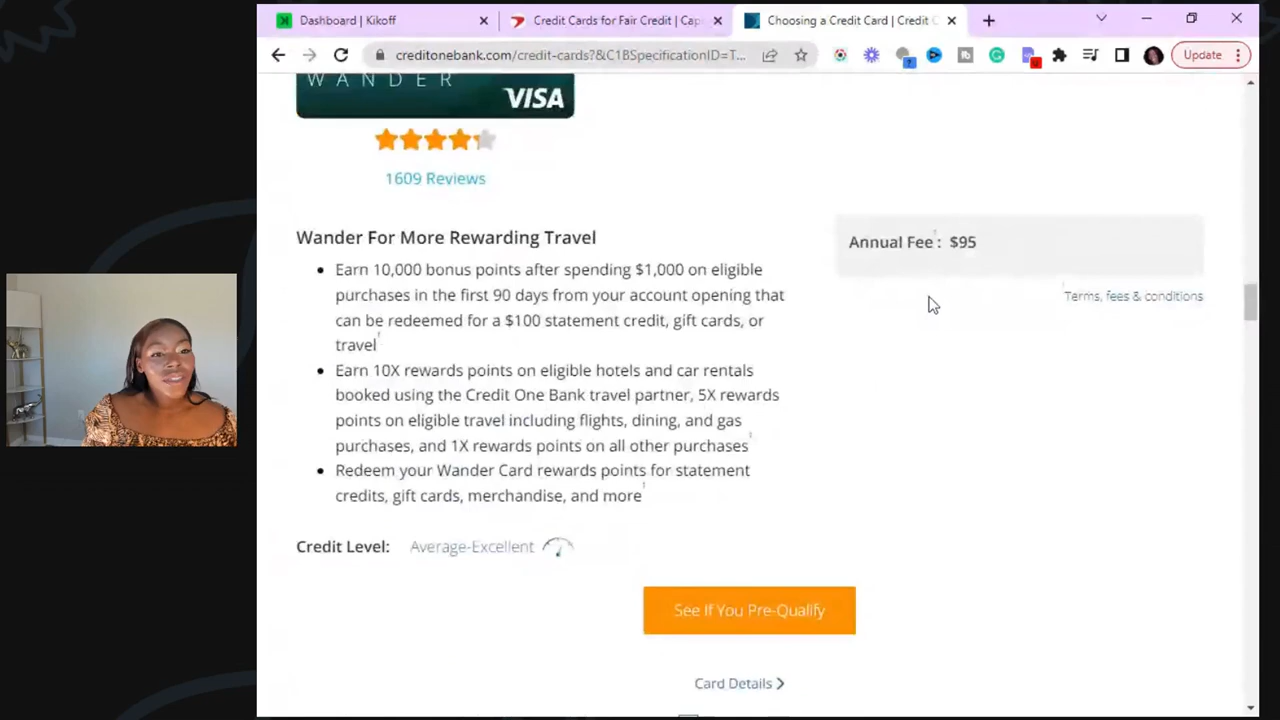 Dashboard | Kikoff
Credit Cards for Fair Credit | Cap
Choosing a Credit Card | Credit
creditonebank.com/credit-cards?&C1BSpecificationID=T...
Update
WANDER
VISA
1609 Reviews
Wander For More Rewarding Travel
Annual Fee : $95
Terms, fees & conditions
• Earn 10,000 bonus points after spending $1,000 on eligible
purchases in the first 90 days from your account opening that
can be redeemed for a $100 statement credit, gift cards, or
travel
• Earn 10X rewards points on eligible hotels and car rentals
booked using the Credit One Bank travel partner, 5X rewards
points on eligible travel including flights, dining, and gas
purchases, and 1X rewards points on all other purchases
• Redeem your Wander Card rewards points for statement
credits, gift cards, merchandise, and more
Credit Level: Average-Excellent
See If You Pre-Qualify
Card Details